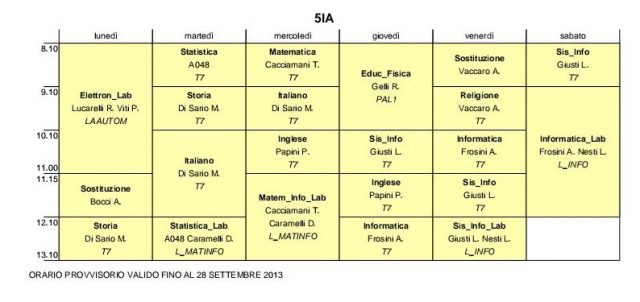 5IA
lunedì martedì mercoledì giovedì venerdì sabato
8.10
9.10
10.10
11.00
11.15
12.10
13.10
Elettron_Lab
Lucarelli R. Viti P.
LAAUTOM
Sostituzione
Bocci A.
Storia
Di Sario M.
T7
Statistica
A048
T7
Storia
Di Sario M.
T7
Italiano
Di Sario M.
T7
Statistica_Lab
A048 Caramelli D.
L_MATINFO
Matematica
Cacciamani T.
T7
Italiano
Di Sario M.
T7
Inglese
Papini P.
T7
Matem_Info_Lab
Cacciamani T.
Caramelli D.
L_MATINFO
Educ_Fisica
Gelli R.
PAL1
Sis_Info
Giusti L.
T7
Inglese
Papini P.
T7
Informatica
Frosini A.
T7
Sostituzione
Vaccaro A.
Religione
Vaccaro A.
T7
Informatica
Frosini A.
T7
Sis_Info
Giusti L.
T7
Sis_Info_Lab
Giusti L. Nesti L.
L_INFO
Sis_Info
Giusti L.
T7
Informatica_Lab
Frosini A. Nesti L.
L_INFO
ORARIO PROVVISORIO VALIDO FINO AL 28 SETTEMBRE 2013